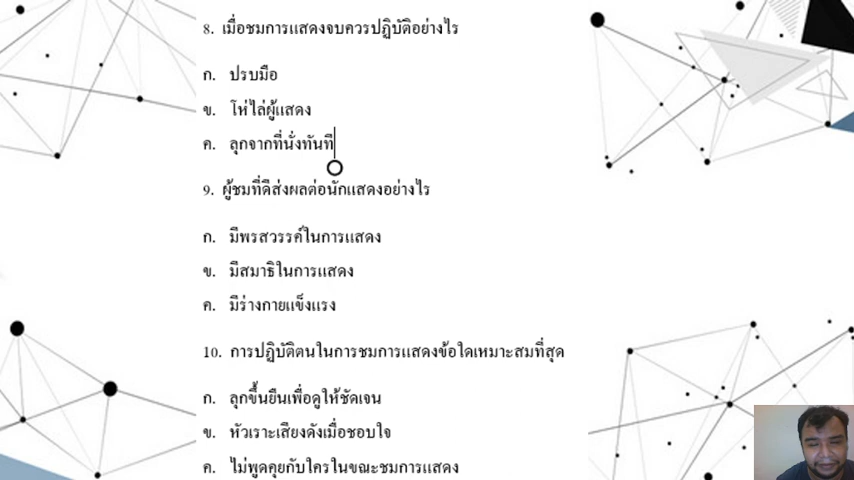 8. เมื่อชมการแสดงจบควรปฏิบัติอย่างไร
ก. ปรบมือ
ข. โห่ไล่ผู้แสดง
ค. ลุกจากที่นั่งทันที
9. ผู้ชมที่ดีส่งผลต่อนักแสดงอย่างไร
ก. มีพรสวรรค์ในการแสดง
ข. มีสมาธิในการแสดง
ค. มีร่างกายแข็งแรง
10. การปฏิบัติตนในการชมการแสดงข้อใดเหมาะสมที่สุด
ก. ลุกขึ้นยืนเพื่อดูให้ชัดเจน
ข. หัวเราะเสียงดังเมื่อชอบใจ
ค. ไม่พูดคุยกับใครในขณะชมการแสดง